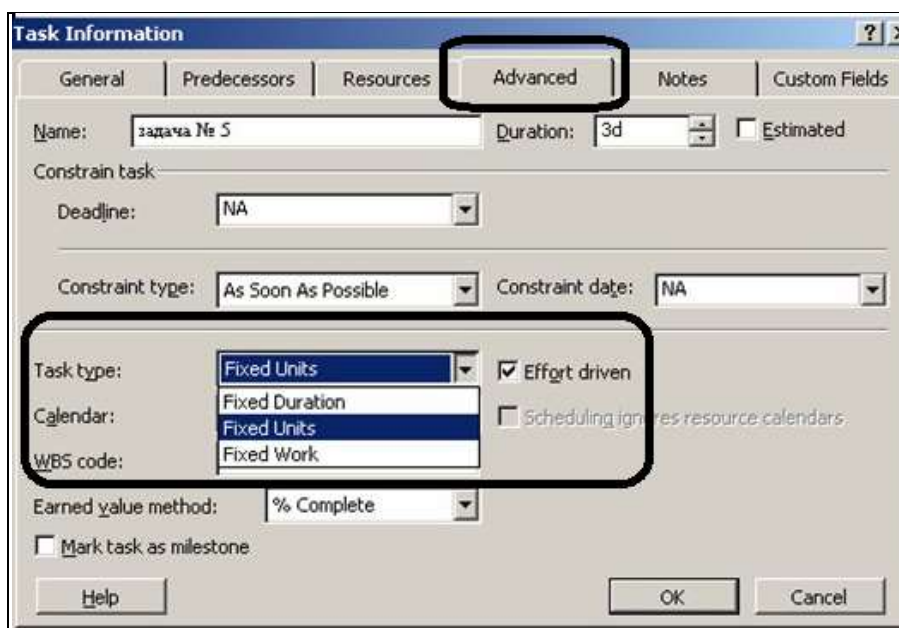 Task Information
General Predecessors Resources Advanced Notes Custom Fields
Name: задача № 5 Duration: 3d Estimated
Constrain task
Deadline: NA
Constraint type: As Soon As Possible Constraint date: NA
Task type: Fixed Units Effort driven
Fixed Duration
Calendar: Fixed Units Scheduling ignores resource calendars
WBS code: Fixed Work
Earned value method: % Complete
Mark task as milestone
Help OK Cancel